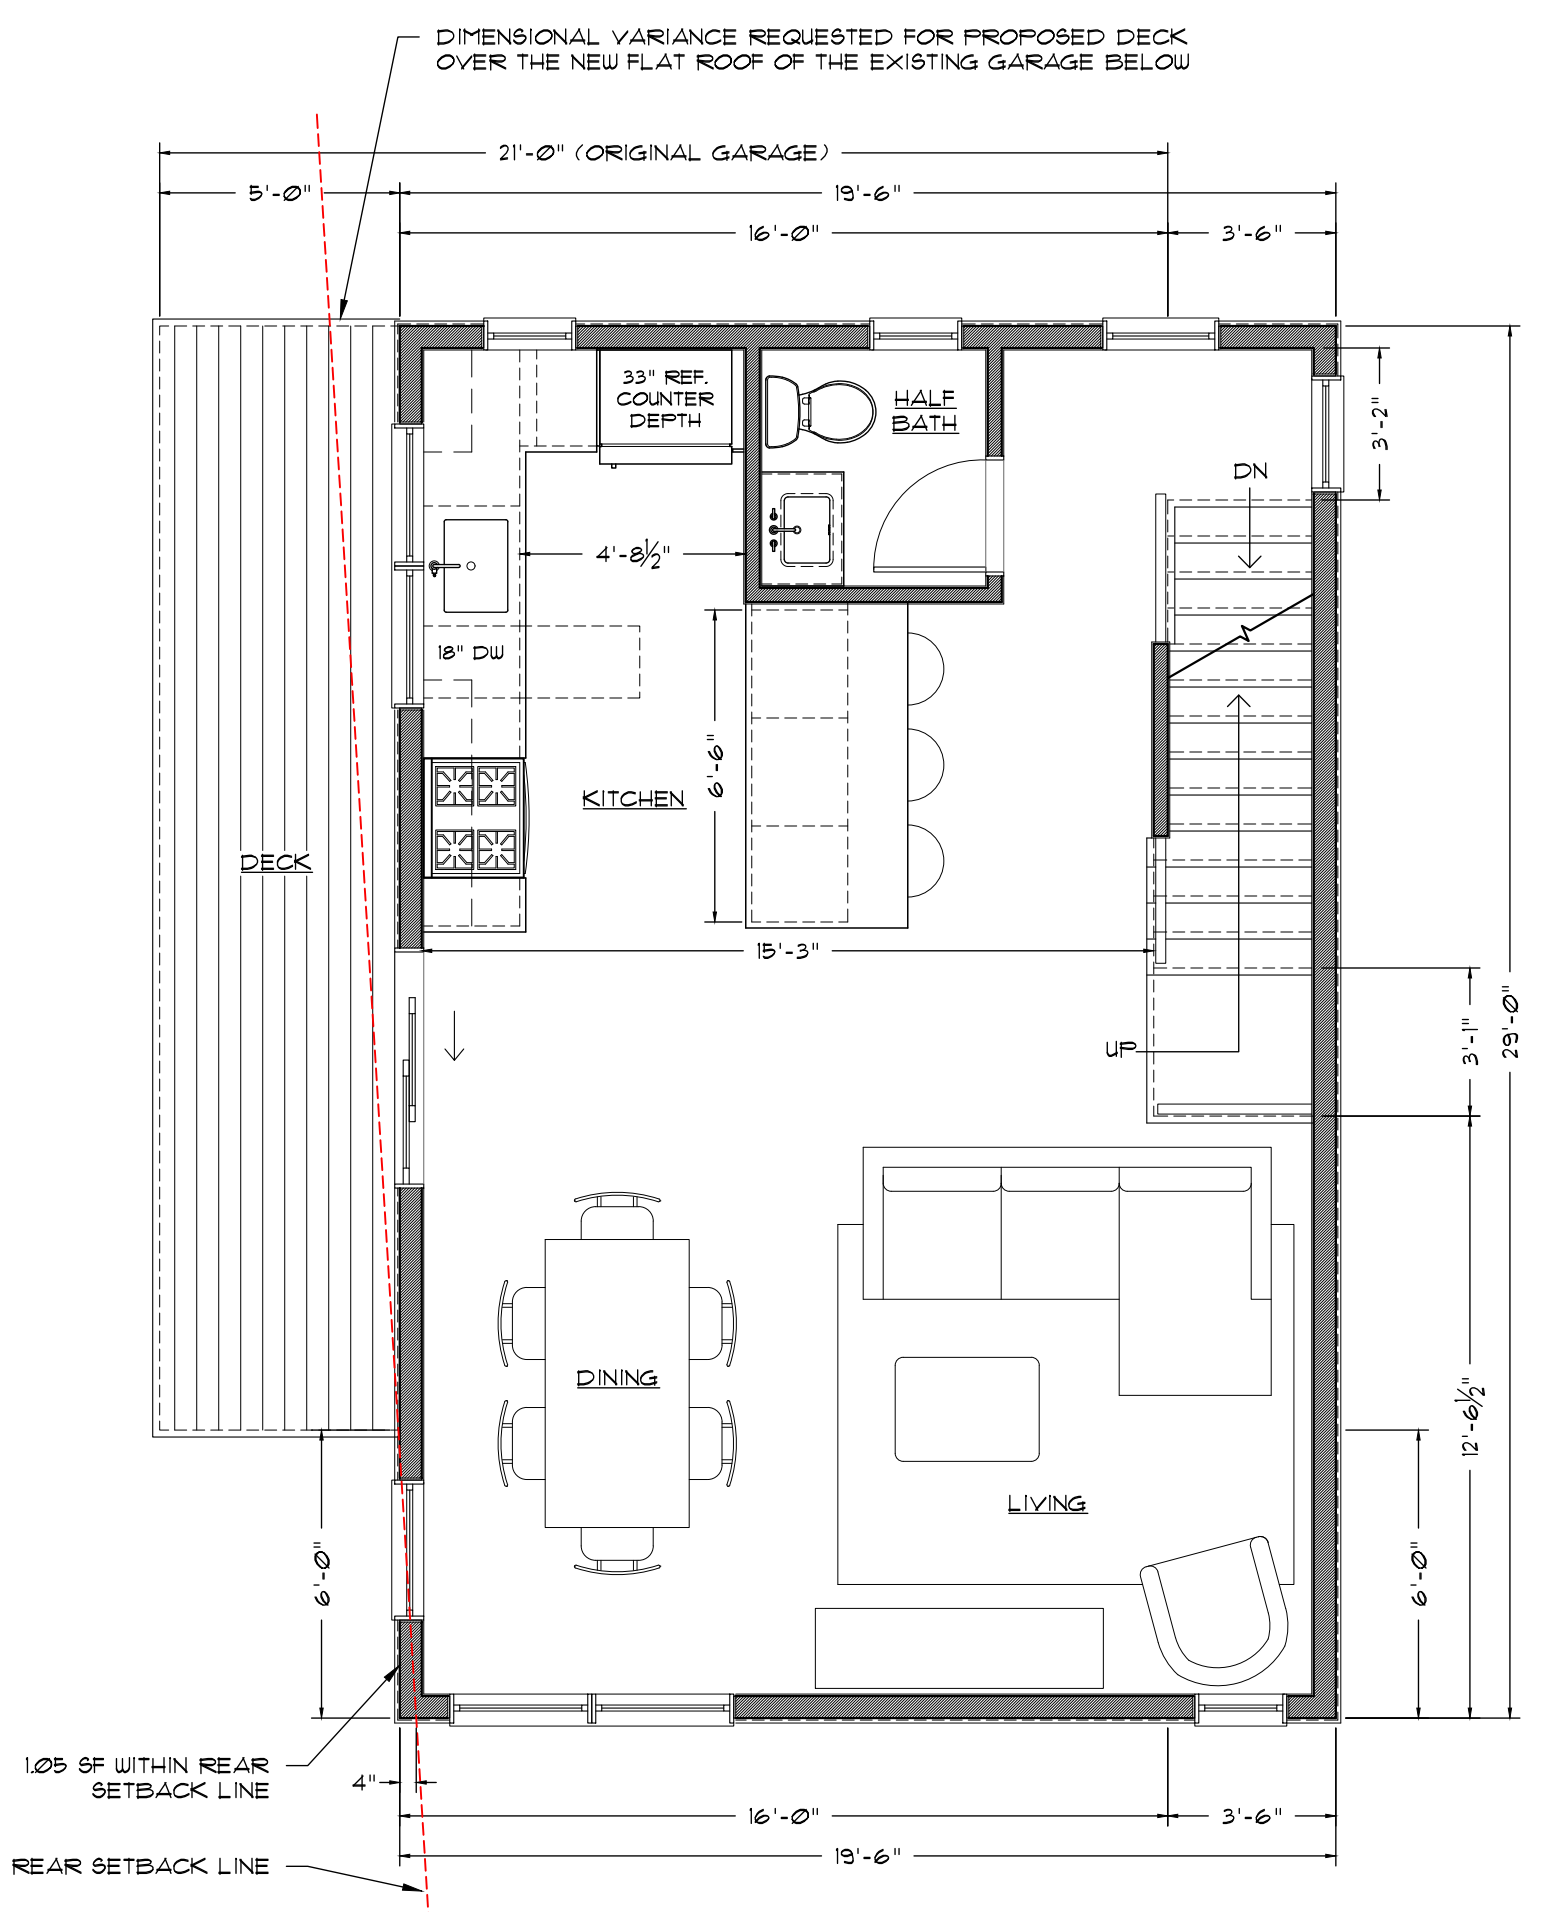 DIMENSIONAL VARIANCE REQUESTED FOR PROPOSED DECK
OVER THE NEW FLAT ROOF OF THE EXISTING GARAGE BELOW
21'-0" (ORIGINAL GARAGE)
5'-0"
19'-6"
16'-0"
3'-6"
33" REF.
COUNTER
DEPTH
HALF
BATH
3'-2"
DN
4'-8½"
18" DW
6'-6"
KITCHEN
DECK
15'-3"
29'-0"
3'-1"
UP
DINING
12'-6½"
LIVING
6'-0"
6'-0"
1.05 SF WITHIN REAR
SETBACK LINE
4"
16'-0"
3'-6"
19'-6"
REAR SETBACK LINE